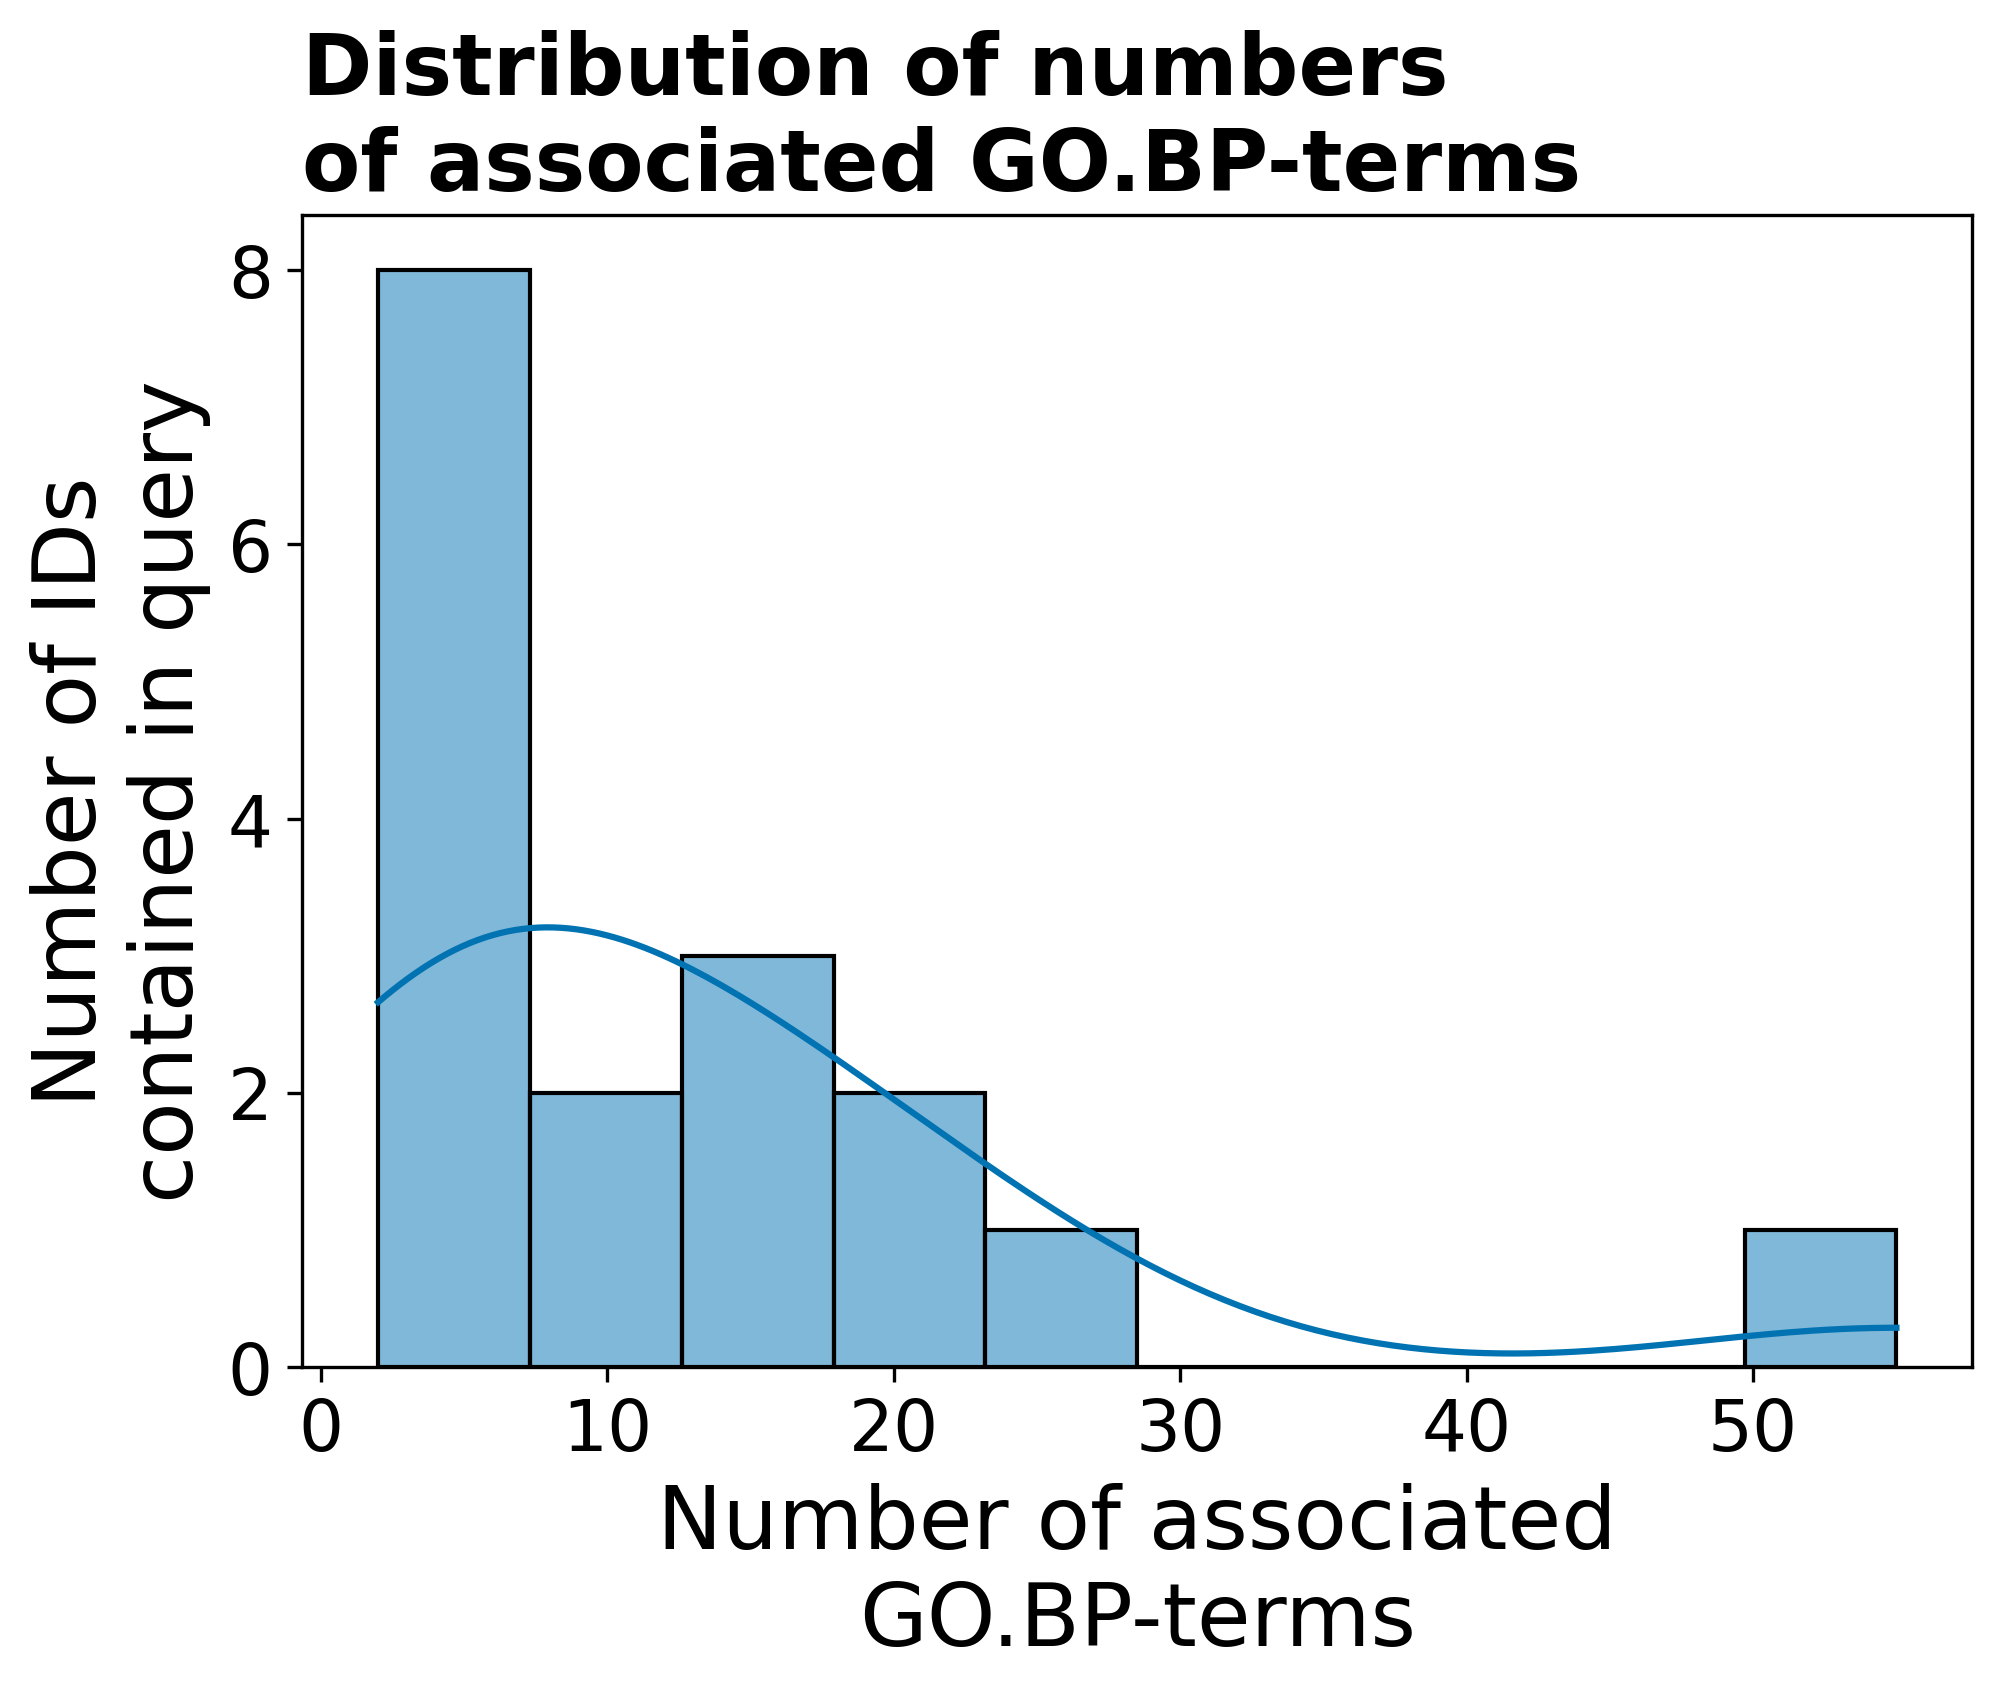 Distribution of numbers
of associated GO.BP-terms
Number of IDs
contained in query
8
6
4
2
0
0 10 20 30 40 50
Number of associated
GO.BP-terms